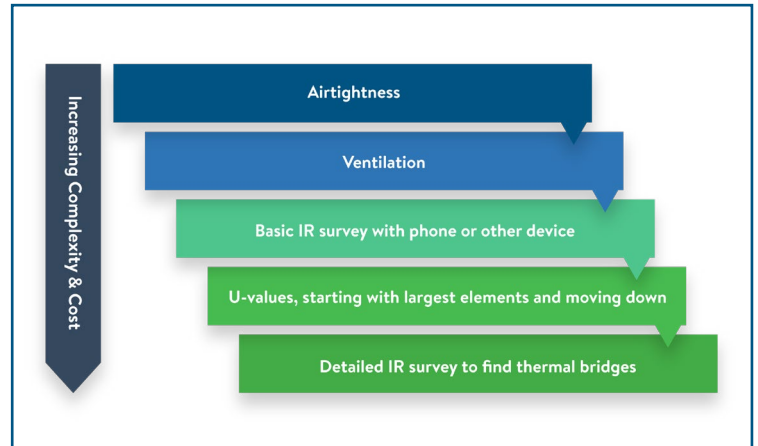 Increasing Complexity & Cost
Airtightness
Ventilation
Basic IR survey with phone or other device
U-values, starting with largest elements and moving down
Detailed IR survey to find thermal bridges